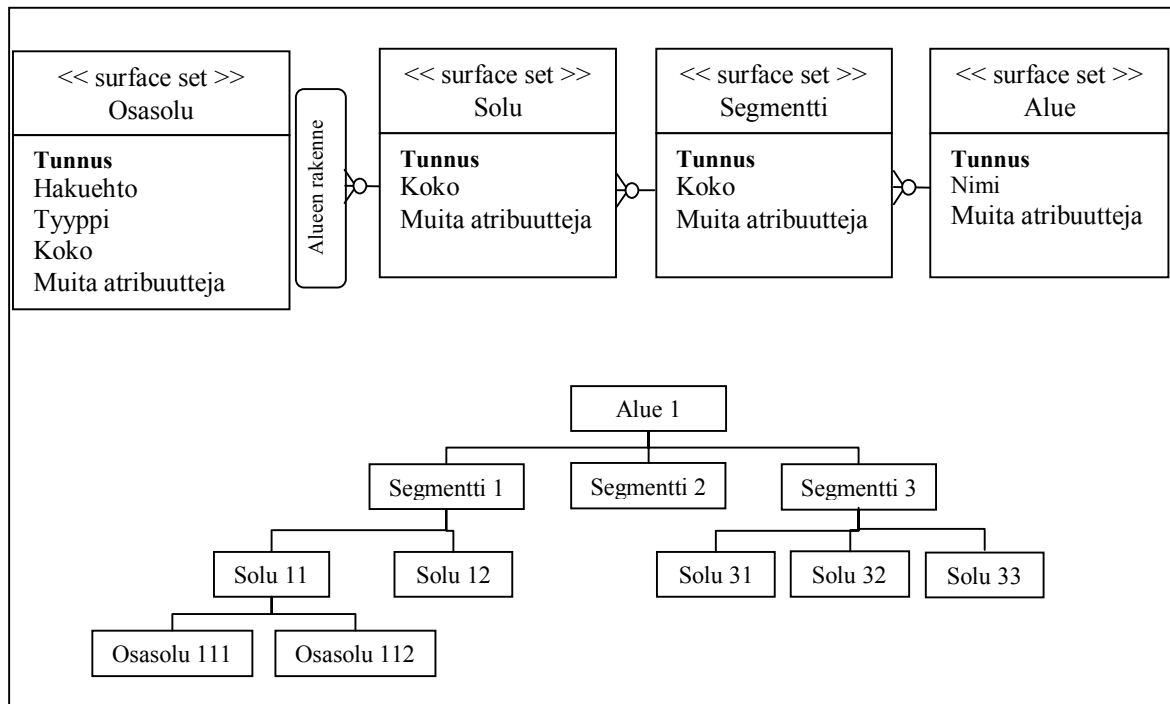 << surface set >>
Osasolu
Tunnus
Hakuehto
Tyyppi
Koko
Muita atribuutteja
Alueen rakenne
<< surface set >>
Solu
Tunnus
Koko
Muita atribuutteja
<< surface set >>
Segmentti
Tunnus
Koko
Muita atribuutteja
<< surface set >>
Alue
Tunnus
Nimi
Muita atribuutteja
Alue 1
Segmentti 1
Segmentti 2
Segmentti 3
Solu 11
Solu 12
Solu 31
Solu 32
Solu 33
Osasolu 111
Osasolu 112